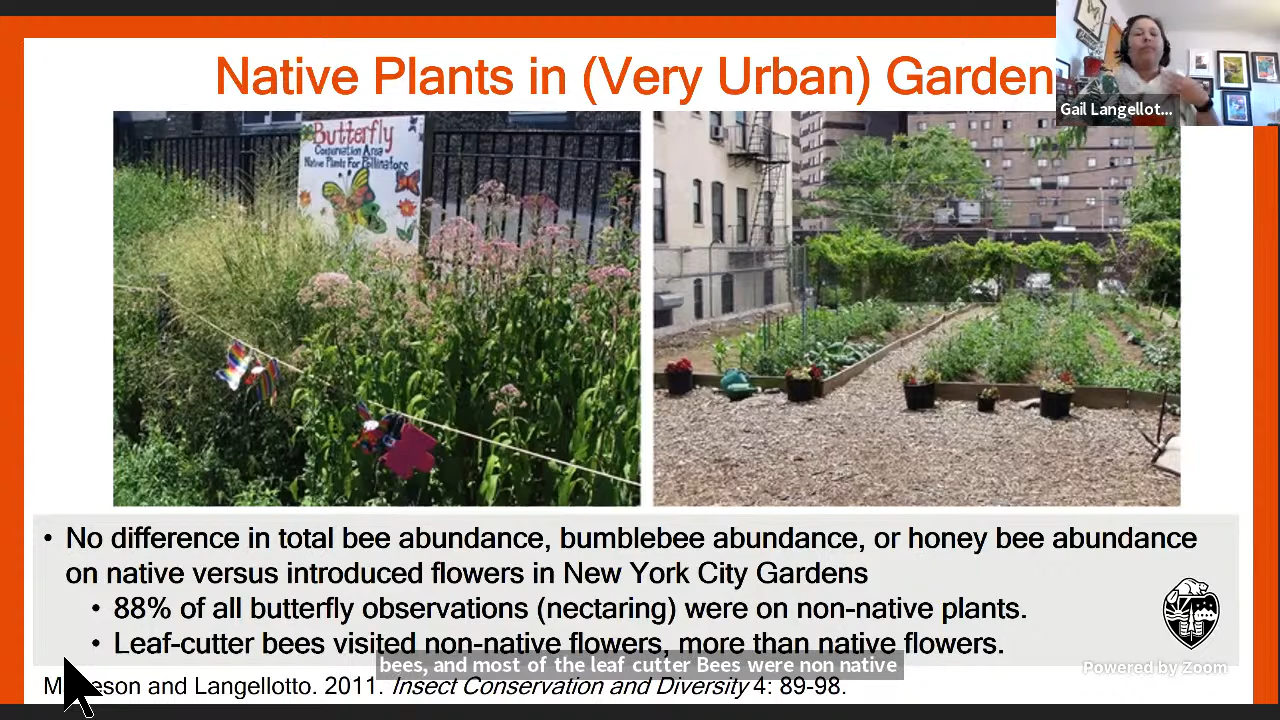 Native Plants in (Very Urban) Garden
Gail Langellot...
Butterfly
Conservation Area
Native Plants For Pollinators
• No difference in total bee abundance, bumblebee abundance, or honey bee abundance
on native versus introduced flowers in New York City Gardens
• 88% of all butterfly observations (nectaring) were on non-native plants.
• Leaf-cutter bees visited non-native flowers, more than native flowers.
bees, and most of the leaf cutter Bees were non native
Powered by Zoom
and Langellotto. 2011. Insect Conservation and Diversity 4: 89-98.